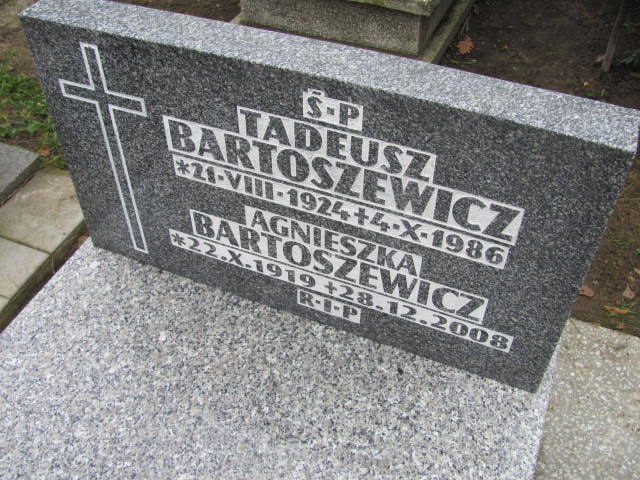 Ś-P
TADEUSZ
BARTOSZEWICZ
*21-VIII-1924+4-X-1986
AGNIESZKA
BARTOSZEWICZ
*22.X.1919+28.12.2008
R-I-P